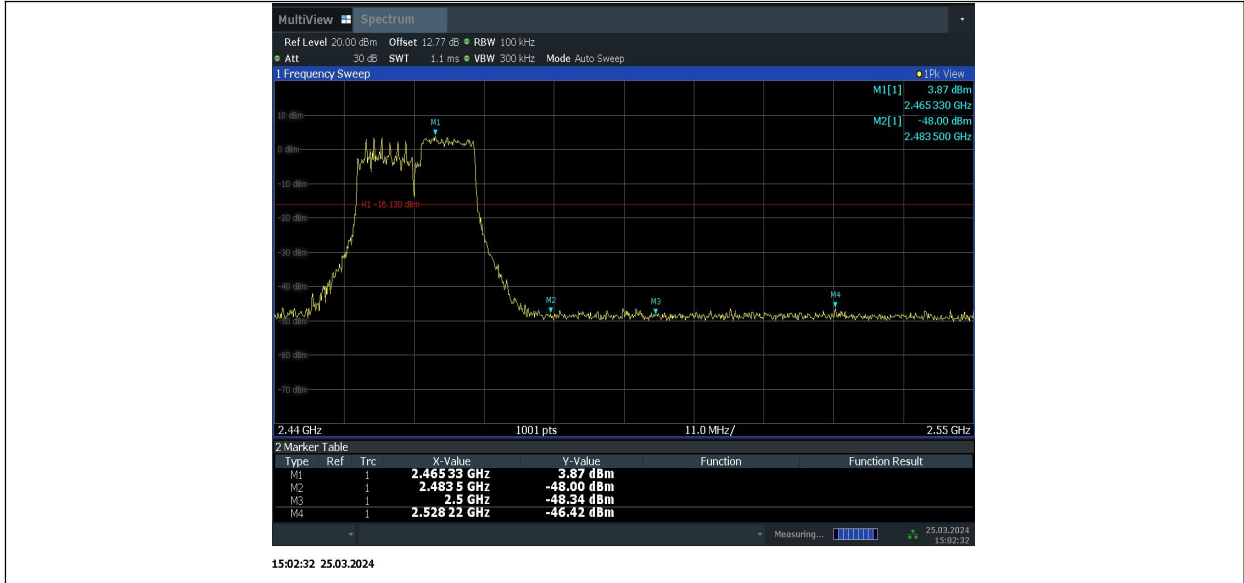 MultiView Spectrum
Ref Level 20.00 dBm Offset 12.77 dB RBW 100 kHz
Att 30 dB SWT 1.1 ms VBW 300 kHz Mode Auto Sweep
1 Frequency Sweep 1Pk View
M1[1] 3.87 dBm
2.465 330 GHz
M2[1] -48.00 dBm
2.483 500 GHz
10 dBm
M1
0 dBm
-10 dBm
H1 -16.130 dBm
-20 dBm
-30 dBm
-40 dBm
M2 M3 M4
-50 dBm
-60 dBm
-70 dBm
2.44 GHz 1001 pts 11.0 MHz/ 2.55 GHz
2 Marker Table
Type Ref Trc X-Value Y-Value Function Function Result
M1 1 2.465 33 GHz 3.87 dBm
M2 1 2.483 5 GHz -48.00 dBm
M3 1 2.5 GHz -48.34 dBm
M4 1 2.528 22 GHz -46.42 dBm
Measuring... 25.03.2024
15:02:32
15:02:32 25.03.2024